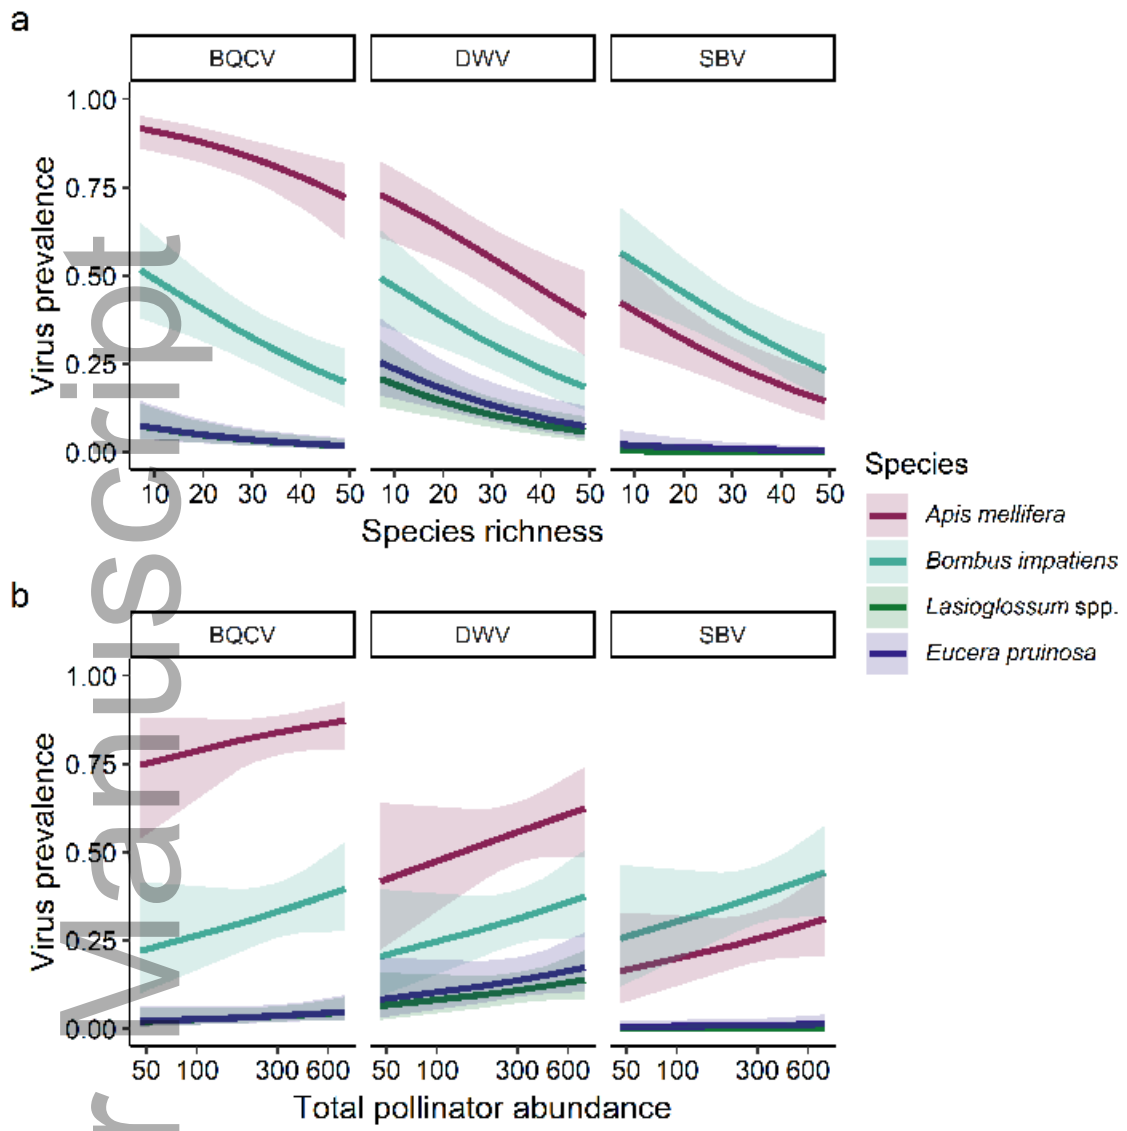 a
BQCV DWV SBV
1.00
0.75
0.50
0.25
0.00
Virus prevalence
10 20 30 40 50 10 20 30 40 50 10 20 30 40 50
Species richness
Species
Apis mellifera
Bombus impatiens
Lasioglossum spp.
Eucera pruinosa
b
BQCV DWV SBV
1.00
0.75
0.50
0.25
0.00
Virus prevalence
50 100 300 600 50 100 300 600 50 100 300 600
Total pollinator abundance
r Manuscript